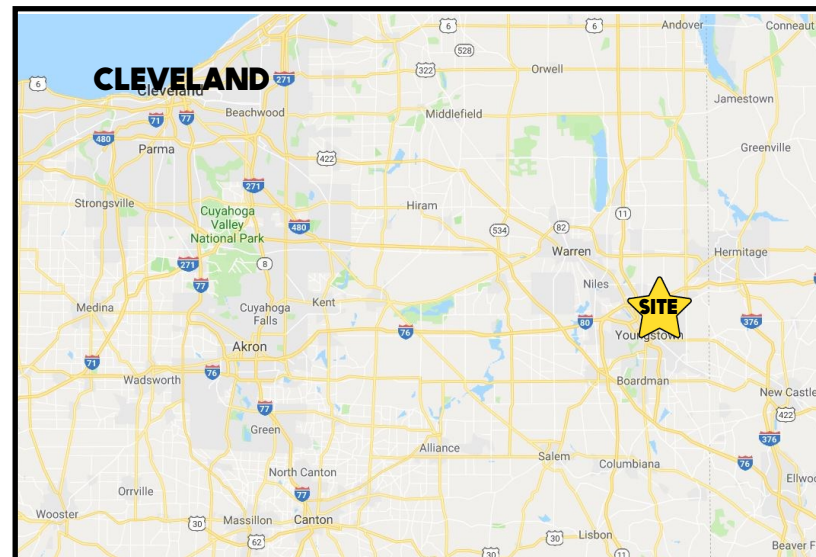 6
6
Andover
Conneaut
528
CLEVELAND
271
322
Orwell
6
Cleveland
Jamestown
71
77
Beachwood
Middlefield
480
Parma
422
Greenville
271
Strongsville
Hiram
Cuyahoga
Valley
National Park
480
534
82
11
Warren
Hermitage
271
8
77
Niles
Medina
Cuyahoga
Falls
Kent
SITE
76
80
376
Youngstown
Akron
71
76
Wadsworth
Boardman
77
New Castle
422
Green
376
Alliance
Salem
Columbiana
76
North Canton
77
Orrville
Wooster
30
Massillon
Canton
62
30
30
Lisbon
11